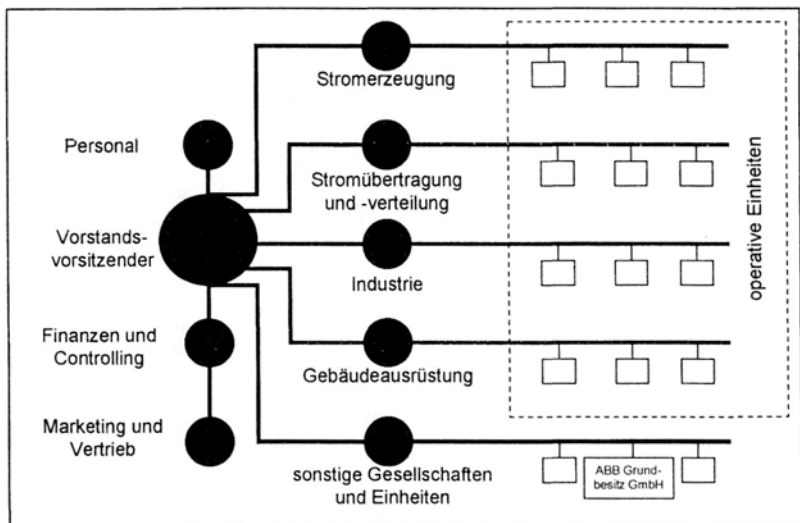 Stromerzeugung
Personal
Stromübertragung
und -verteilung
Vorstands-
vorsitzender
Industrie
operative Einheiten
Finanzen und
Controlling
Gebäudeausrüstung
Marketing und
Vertrieb
sonstige Gesellschaften
und Einheiten
ABB Grund-
besitz GmbH